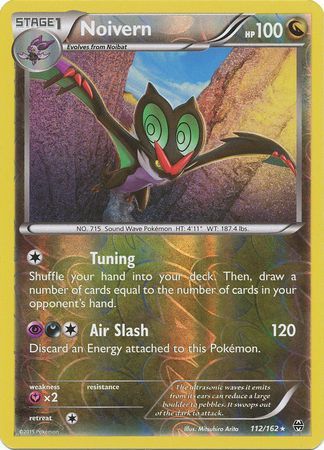 STAGE1 Noivern HP100
Evolves from Noibat
NO. 715 Sound Wave Pokémon HT: 4'11" WT: 187.4 lbs.
Tuning
Shuffle your hand into your deck. Then, draw a
number of cards equal to the number of cards in your
opponent's hand.
Air Slash 120
Discard an Energy attached to this Pokémon.
weakness resistance
×2
retreat
The ultrasonic waves it emits
from its ears can reduce a large
boulder to pebbles. It swoops out
of the dark to attack.
©2015 Pokémon
Illus. Mitsuhiro Arita
112/162 ★